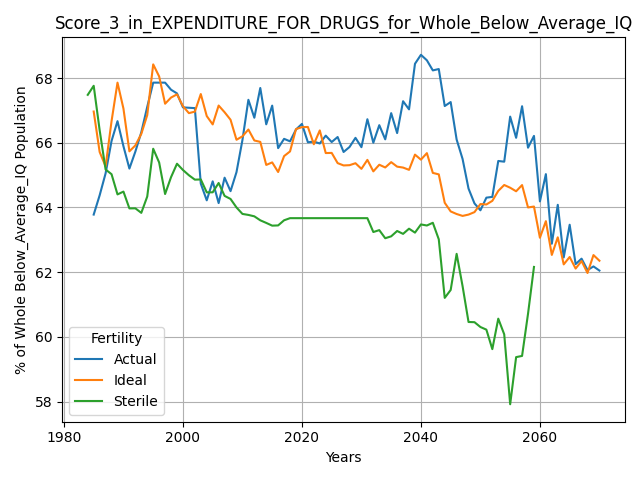 Score_3_in_EXPENDITURE_FOR_DRUGS_for_Whole_Below_Average_IQ
% of Whole Below_Average_IQ Population
68
66
64
62
60
58
Fertility
Actual
Ideal
Sterile
1980 2000 2020 2040 2060
Years